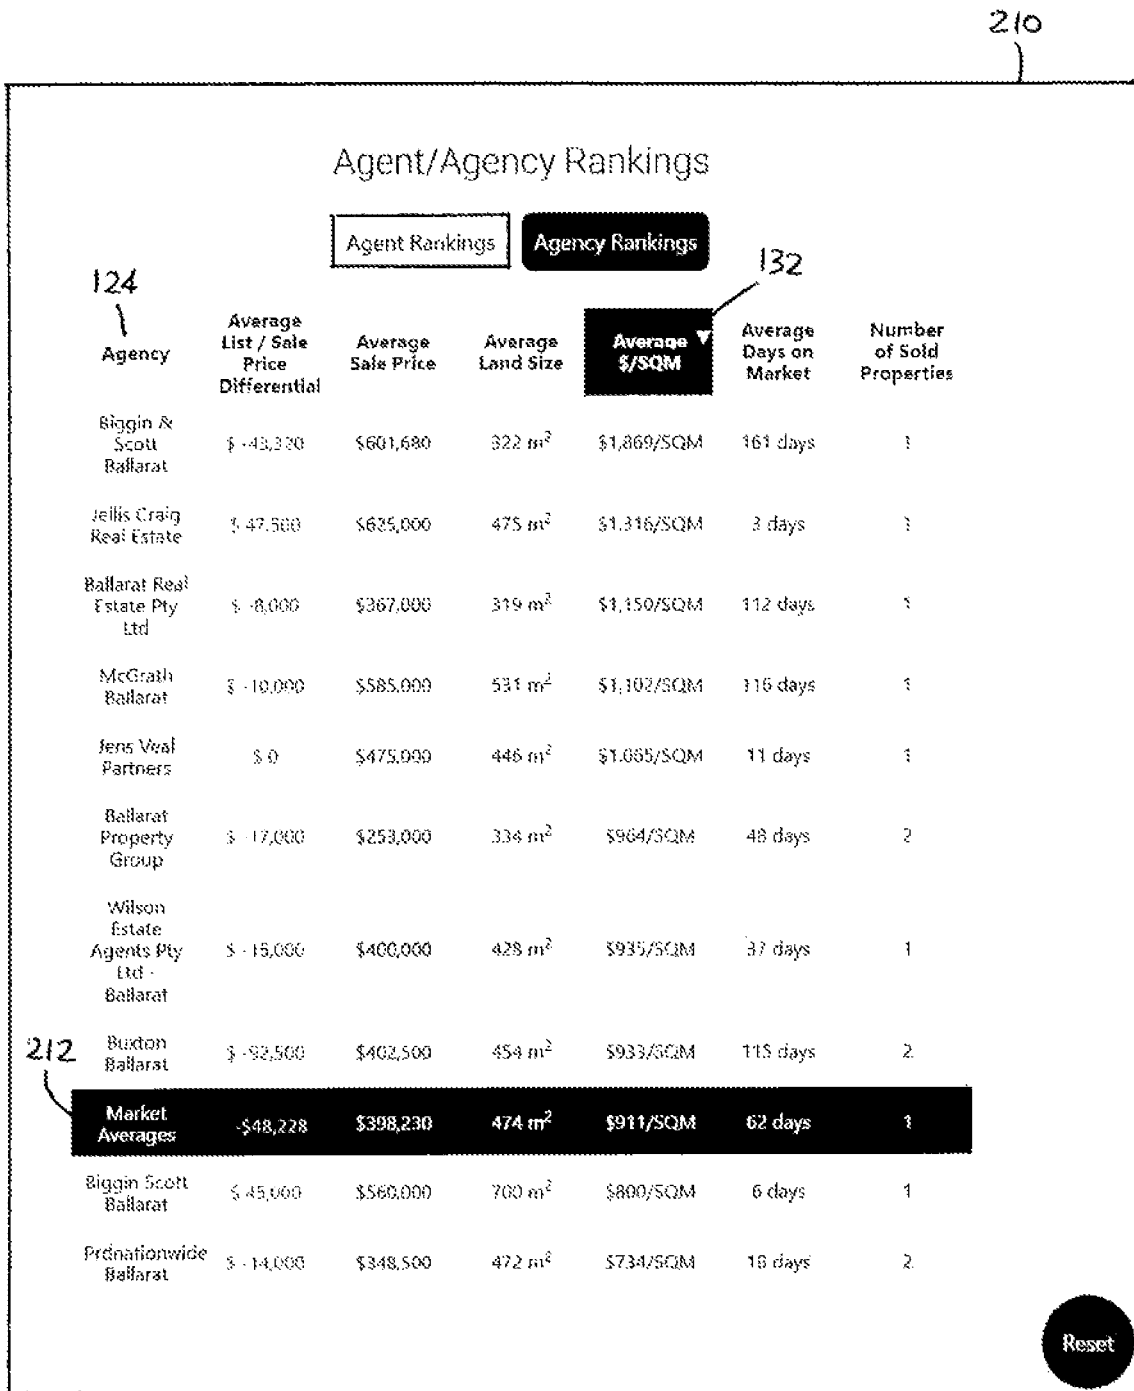 210
Agent/Agency Rankings
Agent Rankings Agency Rankings
124 132
Agency Average List / Sale Price Differential Average Sale Price Average Land Size Average $/SQM ▼ Average Days on Market Number of Sold Properties
Biggin & Scott Ballarat $ -43,320 $601,680 322 m² $1,869/SQM 161 days 1
Jellis Craig Real Estate $ 47,500 $625,000 475 m² $1,316/SQM 3 days 1
Ballarat Real Estate Pty Ltd $ -8,000 $367,000 319 m² $1,150/SQM 112 days 1
McGrath Ballarat $ -10,000 $585,000 531 m² $1,102/SQM 116 days 1
Jens Veal Partners $ 0 $475,000 446 m² $1,065/SQM 11 days 1
Ballarat Property Group $ -17,000 $253,000 334 m² $964/SQM 48 days 2
Wilson Estate Agents Pty Ltd - Ballarat $ -15,000 $400,000 428 m² $935/SQM 37 days 1
212
Buxton Ballarat $ -92,500 $402,500 454 m² $933/SQM 115 days 2
Market Averages -$48,228 $398,230 474 m² $911/SQM 62 days 1
Biggin Scott Ballarat $ 45,000 $560,000 700 m² $800/SQM 6 days 1
Prdnationwide Ballarat $ -14,000 $348,500 472 m² $734/SQM 18 days 2
Reset